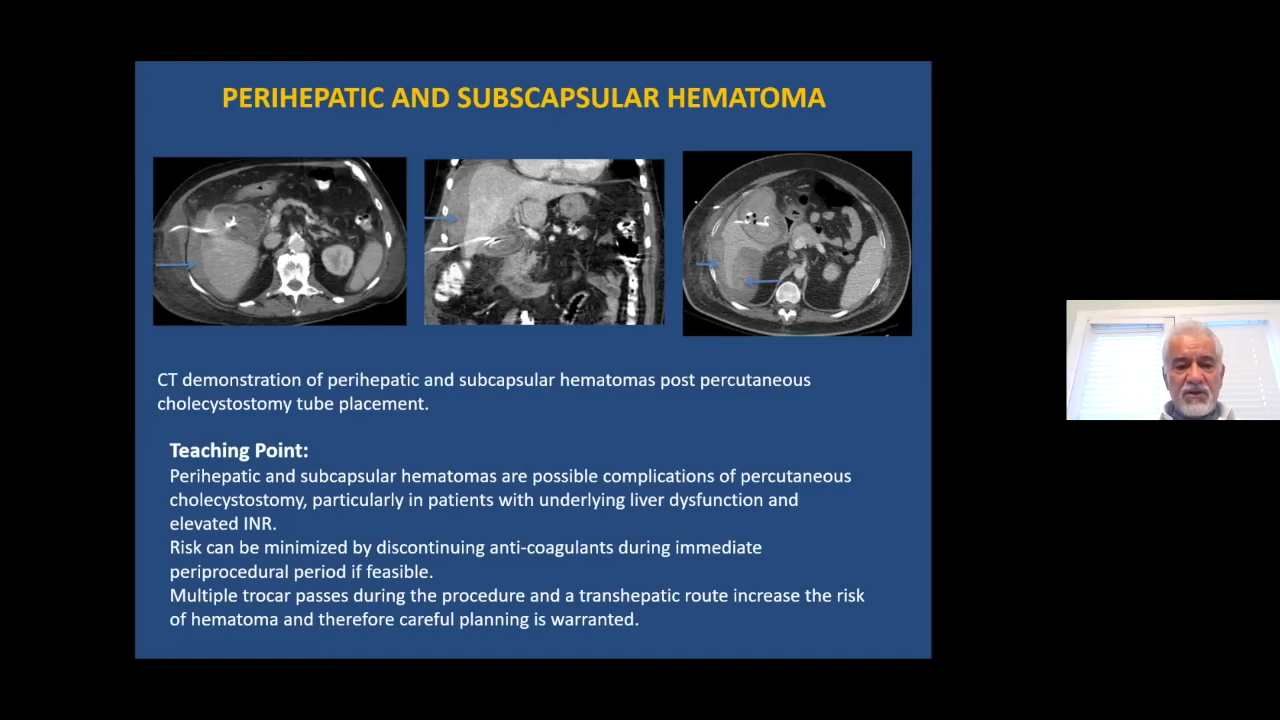 PERIHEPATIC AND SUBSCAPSULAR HEMATOMA
CT demonstration of perihepatic and subcapsular hematomas post percutaneous
cholecystostomy tube placement.
Teaching Point:
Perihepatic and subcapsular hematomas are possible complications of percutaneous
cholecystostomy, particularly in patients with underlying liver dysfunction and
elevated INR.
Risk can be minimized by discontinuing anti-coagulants during immediate
periprocedural period if feasible.
Multiple trocar passes during the procedure and a transhepatic route increase the risk
of hematoma and therefore careful planning is warranted.